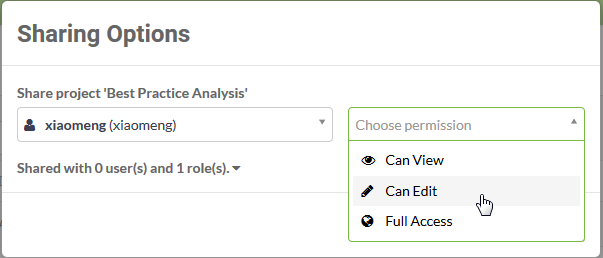 Sharing Options
Share project 'Best Practice Analysis'
xiaomeng (xiaomeng)
Choose permission
Shared with 0 user(s) and 1 role(s).
Can View
Can Edit
Full Access